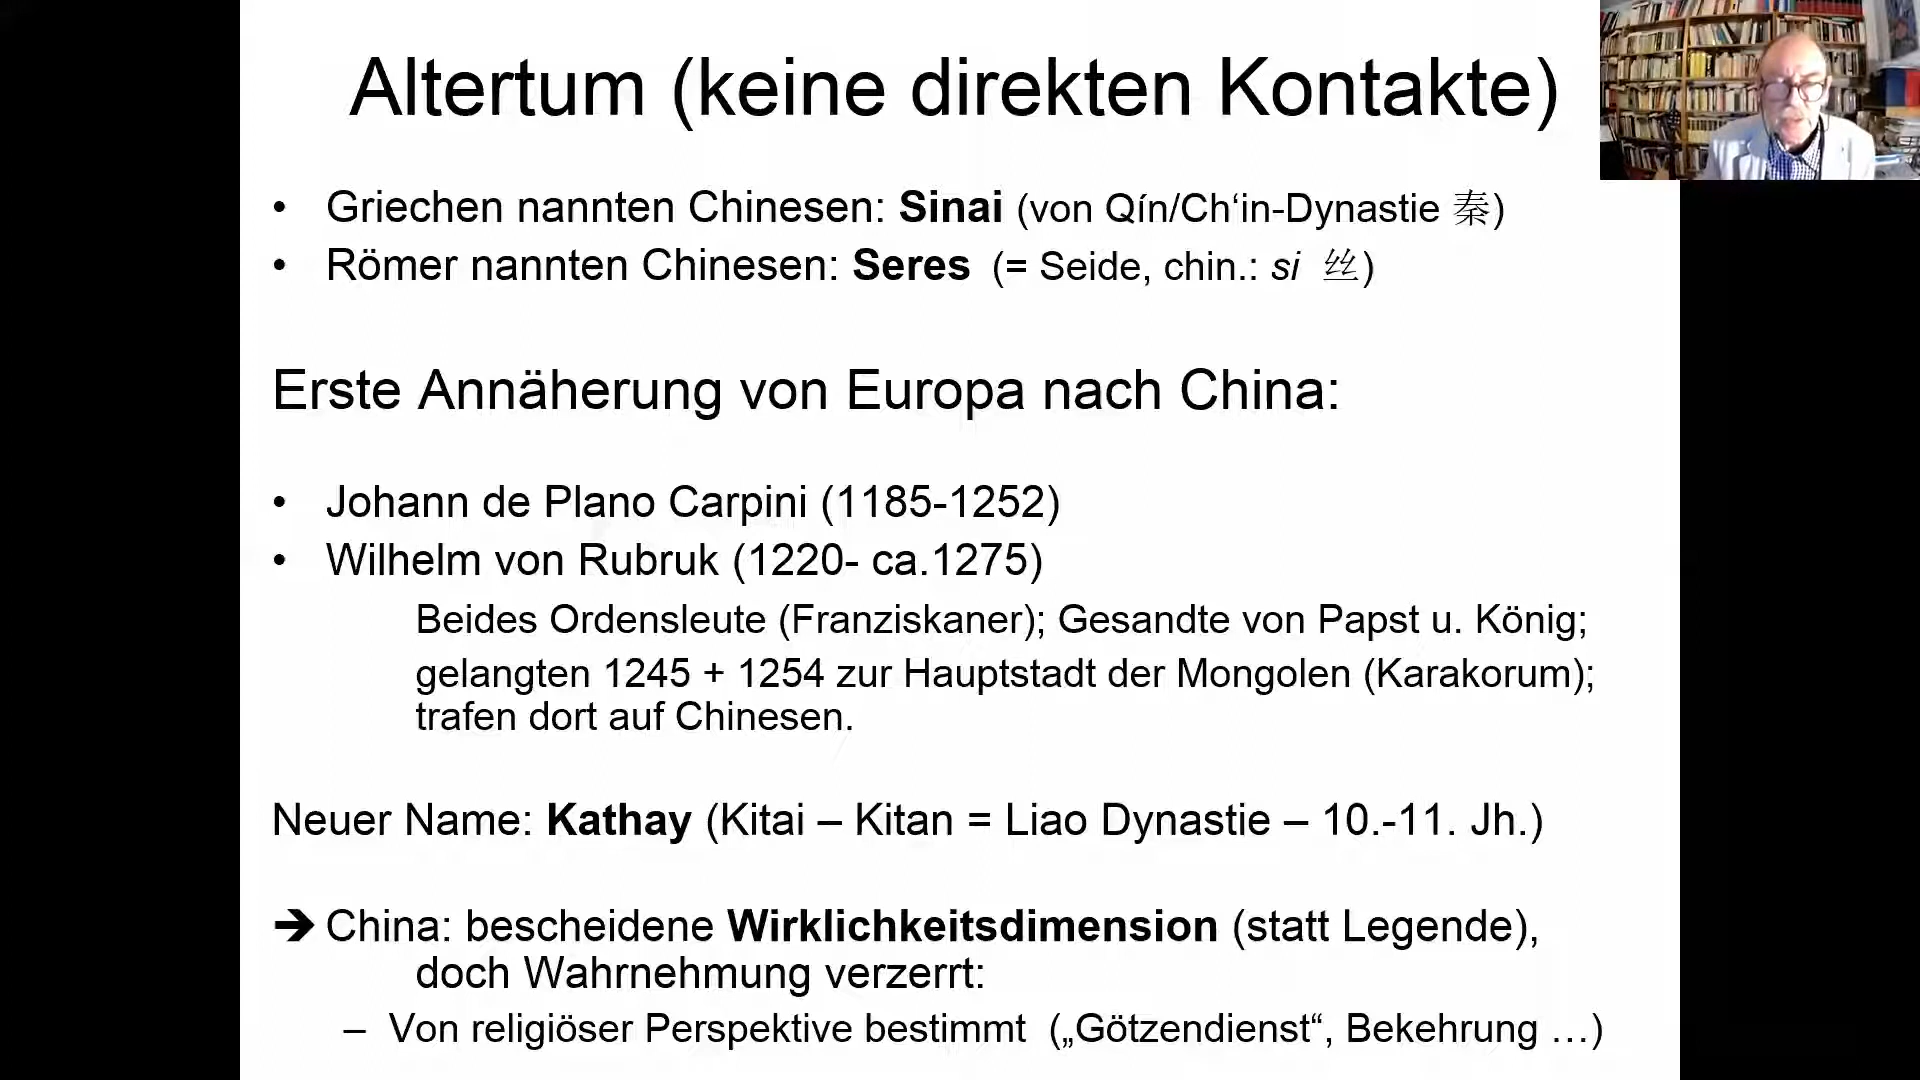 Altertum (keine direkten Kontakte)
• Griechen nannten Chinesen: Sinai (von Qín/Ch‘in-Dynastie 秦)
• Römer nannten Chinesen: Seres (= Seide, chin.: si 丝)
Erste Annäherung von Europa nach China:
• Johann de Plano Carpini (1185-1252)
• Wilhelm von Rubruk (1220- ca.1275)
Beides Ordensleute (Franziskaner); Gesandte von Papst u. König;
gelangten 1245 + 1254 zur Hauptstadt der Mongolen (Karakorum);
trafen dort auf Chinesen.
Neuer Name: Kathay (Kitai – Kitan = Liao Dynastie – 10.-11. Jh.)
➔ China: bescheidene Wirklichkeitsdimension (statt Legende),
doch Wahrnehmung verzerrt:
– Von religiöser Perspektive bestimmt („Götzendienst“, Bekehrung …)